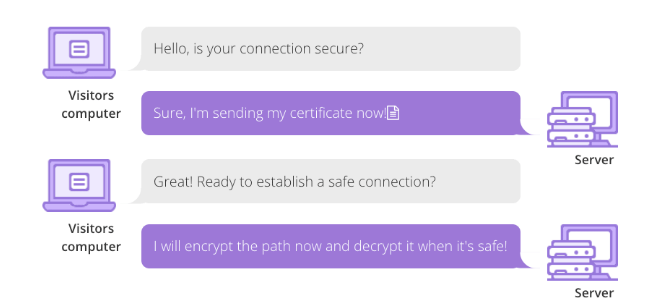 Hello, is your connection secure?
Visitors
computer
Sure, I'm sending my certificate now!
Server
Great! Ready to establish a safe connection?
Visitors
computer
I will encrypt the path now and decrypt it when it's safe!
Server